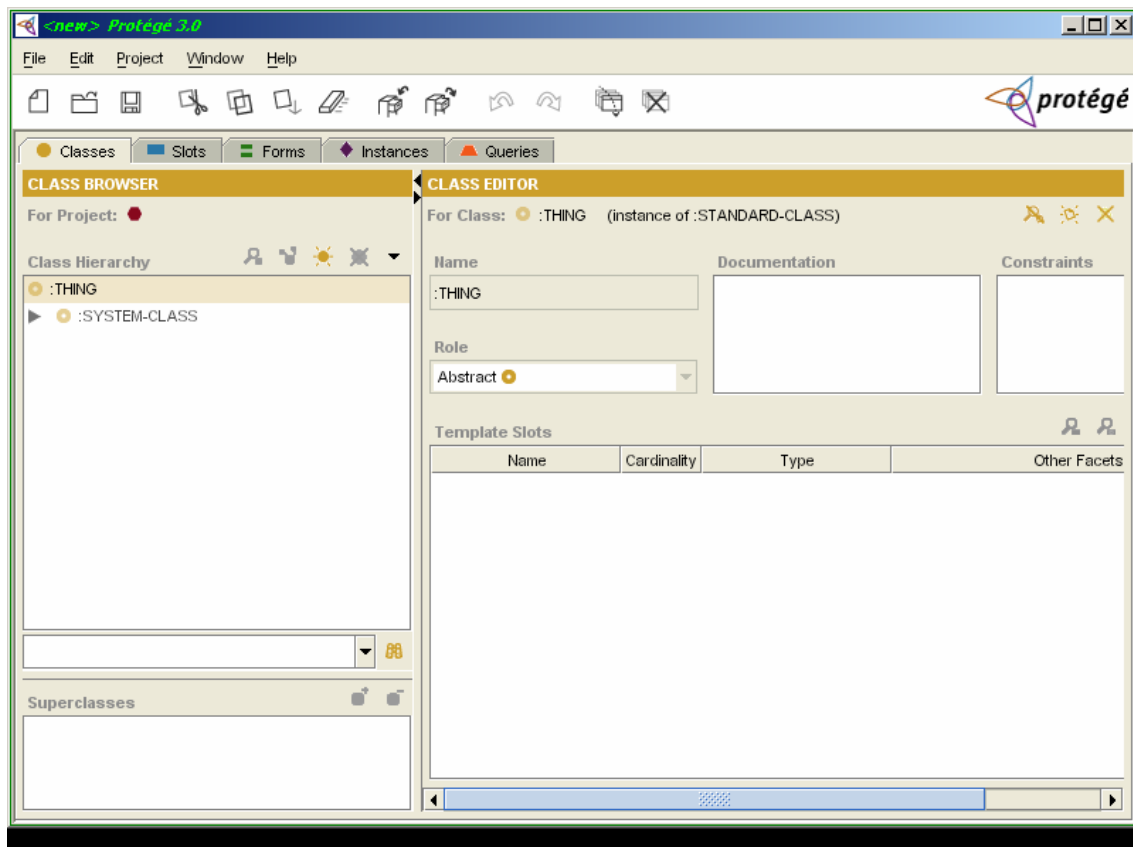 <new> Protégé 3.0
File Edit Project Window Help
protégé
Classes Slots Forms Instances Queries
CLASS BROWSER
For Project:
Class Hierarchy
:THING
:SYSTEM-CLASS
Superclasses
CLASS EDITOR
For Class: :THING (instance of :STANDARD-CLASS)
Name Documentation Constraints
:THING
Role
Abstract
Template Slots
Name Cardinality Type Other Facets